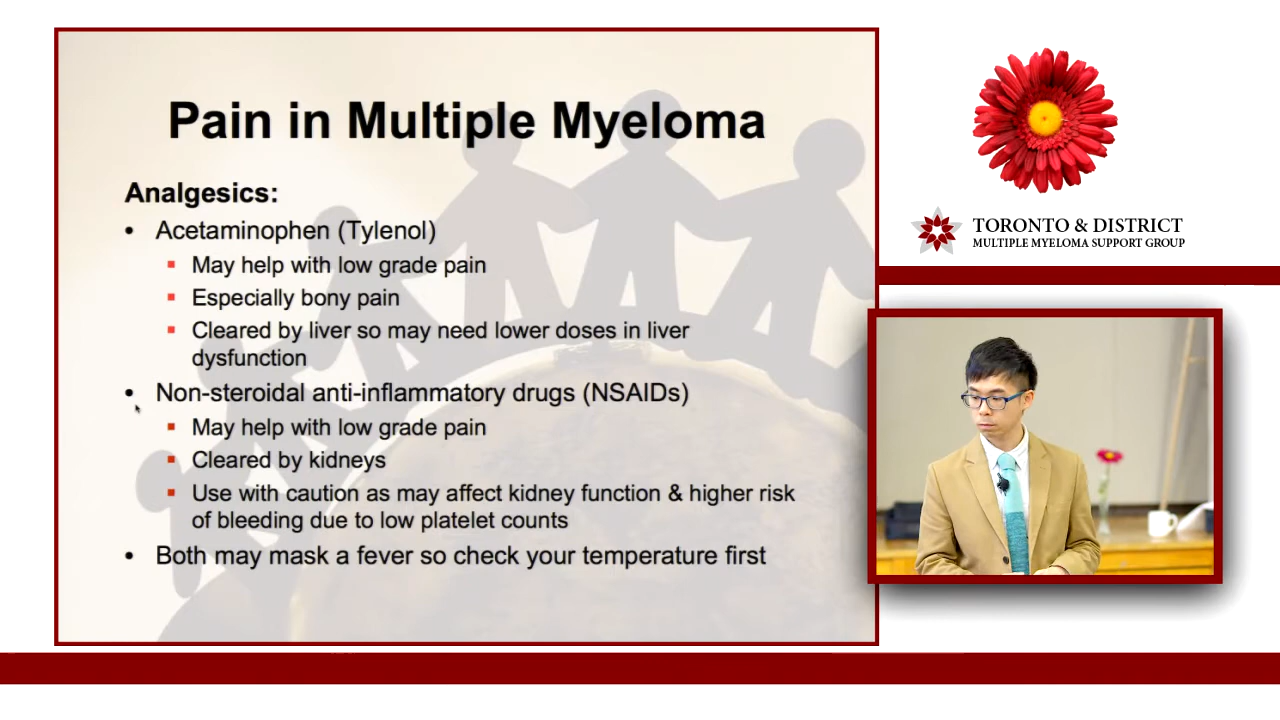 Pain in Multiple Myeloma
Analgesics:
• Acetaminophen (Tylenol)
▪ May help with low grade pain
▪ Especially bony pain
▪ Cleared by liver so may need lower doses in liver
dysfunction
• Non-steroidal anti-inflammatory drugs (NSAIDs)
▪ May help with low grade pain
▪ Cleared by kidneys
▪ Use with caution as may affect kidney function & higher risk
of bleeding due to low platelet counts
• Both may mask a fever so check your temperature first
TORONTO & DISTRICT
MULTIPLE MYELOMA SUPPORT GROUP